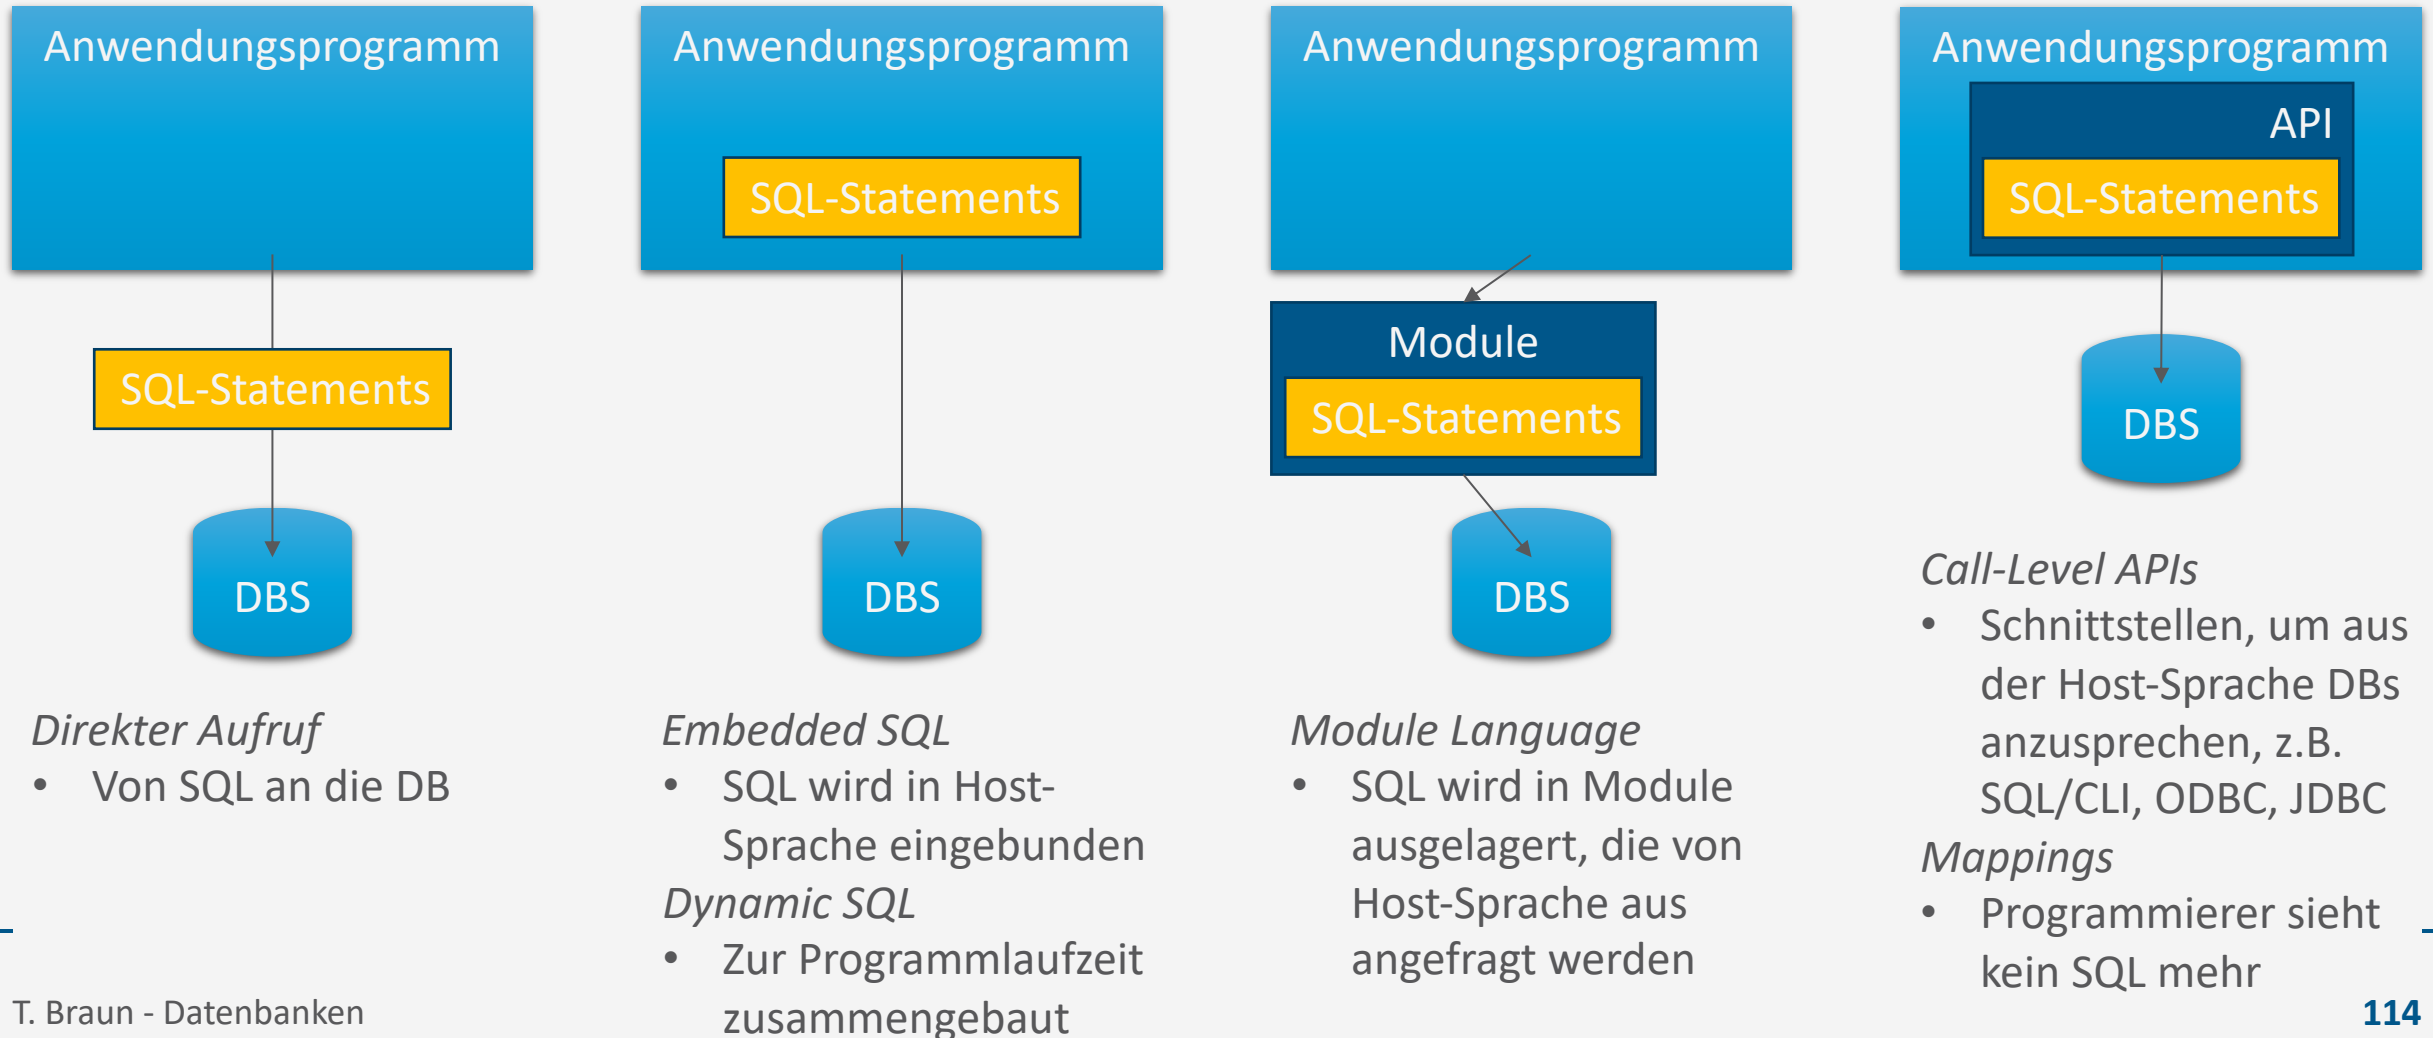 Anwendungsprogramm
SQL-Statements
DBS
Direkter Aufruf
• Von SQL an die DB
Anwendungsprogramm
SQL-Statements
DBS
Embedded SQL
• SQL wird in Host-
Sprache eingebunden
Dynamic SQL
• Zur Programmlaufzeit
zusammengebaut
Anwendungsprogramm
Module
SQL-Statements
DBS
Module Language
• SQL wird in Module
ausgelagert, die von
Host-Sprache aus
angefragt werden
Anwendungsprogramm
API
SQL-Statements
DBS
Call-Level APIs
• Schnittstellen, um aus
der Host-Sprache DBs
anzusprechen, z.B.
SQL/CLI, ODBC, JDBC
Mappings
• Programmierer sieht
kein SQL mehr
T. Braun - Datenbanken
114